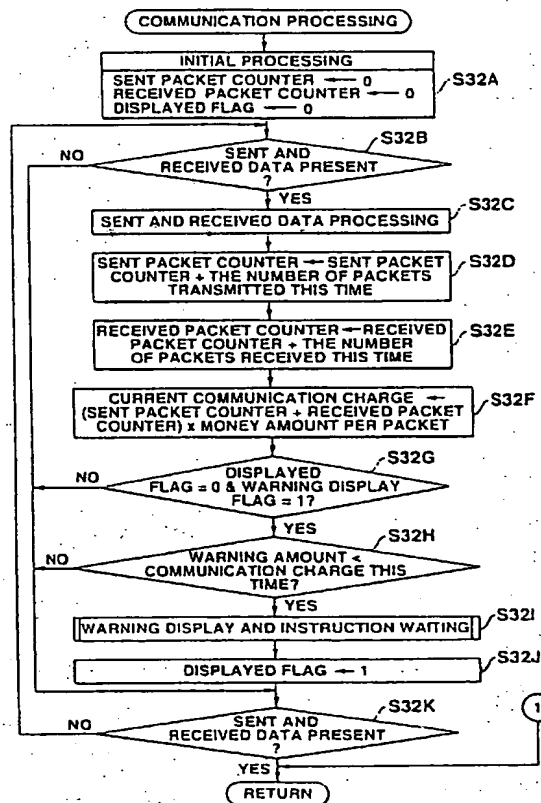 COMMUNICATION PROCESSING
INITIAL PROCESSING
SENT PACKET COUNTER ← 0
RECEIVED PACKET COUNTER ← 0
DISPLAYED FLAG ← 0
S32A
S32B
NO
SENT AND
RECEIVED DATA PRESENT
?
YES
S32C
SENT AND RECEIVED DATA PROCESSING
S32D
SENT PACKET COUNTER ← SENT PACKET
COUNTER + THE NUMBER OF PACKETS
TRANSMITTED THIS TIME
S32E
RECEIVED PACKET COUNTER ← RECEIVED
PACKET COUNTER + THE NUMBER
OF PACKETS RECEIVED THIS TIME
S32F
CURRENT COMMUNICATION CHARGE ←
(SENT PACKET COUNTER + RECEIVED PACKET
COUNTER) x MONEY AMOUNT PER PACKET
S32G
NO
DISPLAYED
FLAG = 0 & WARNING DISPLAY
FLAG = 1?
YES
S32H
NO
WARNING AMOUNT <
COMMUNICATION CHARGE THIS
TIME?
YES
S32I
WARNING DISPLAY AND INSTRUCTION WAITING
S32J
DISPLAYED FLAG ← 1
S32K
NO
SENT AND
RECEIVED DATA PRESENT
?
1
YES
RETURN